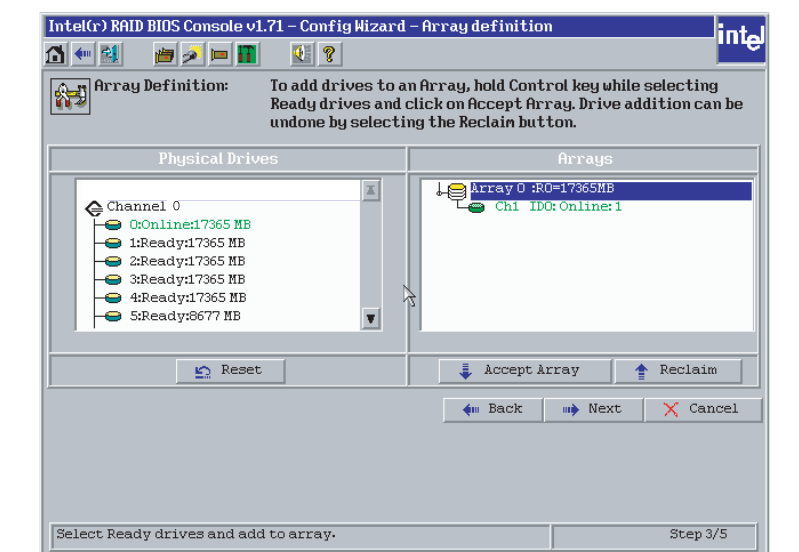 Intel(r) RAID BIOS Console v1.71 – Config Wizard – Array definition
intel
Array Definition:
To add drives to an Array, hold Control key while selecting
Ready drives and click on Accept Array. Drive addition can be
undone by selecting the Reclaim button.
Physical Drives
Arrays
Channel 0
0:Online:17365 MB
1:Ready:17365 MB
2:Ready:17365 MB
3:Ready:17365 MB
4:Ready:17365 MB
5:Ready:8677 MB
Array 0 :R0=17365MB
Ch1 ID0: Online:1
Reset
Accept Array
Reclaim
Back
Next
Cancel
Select Ready drives and add to array.
Step 3/5